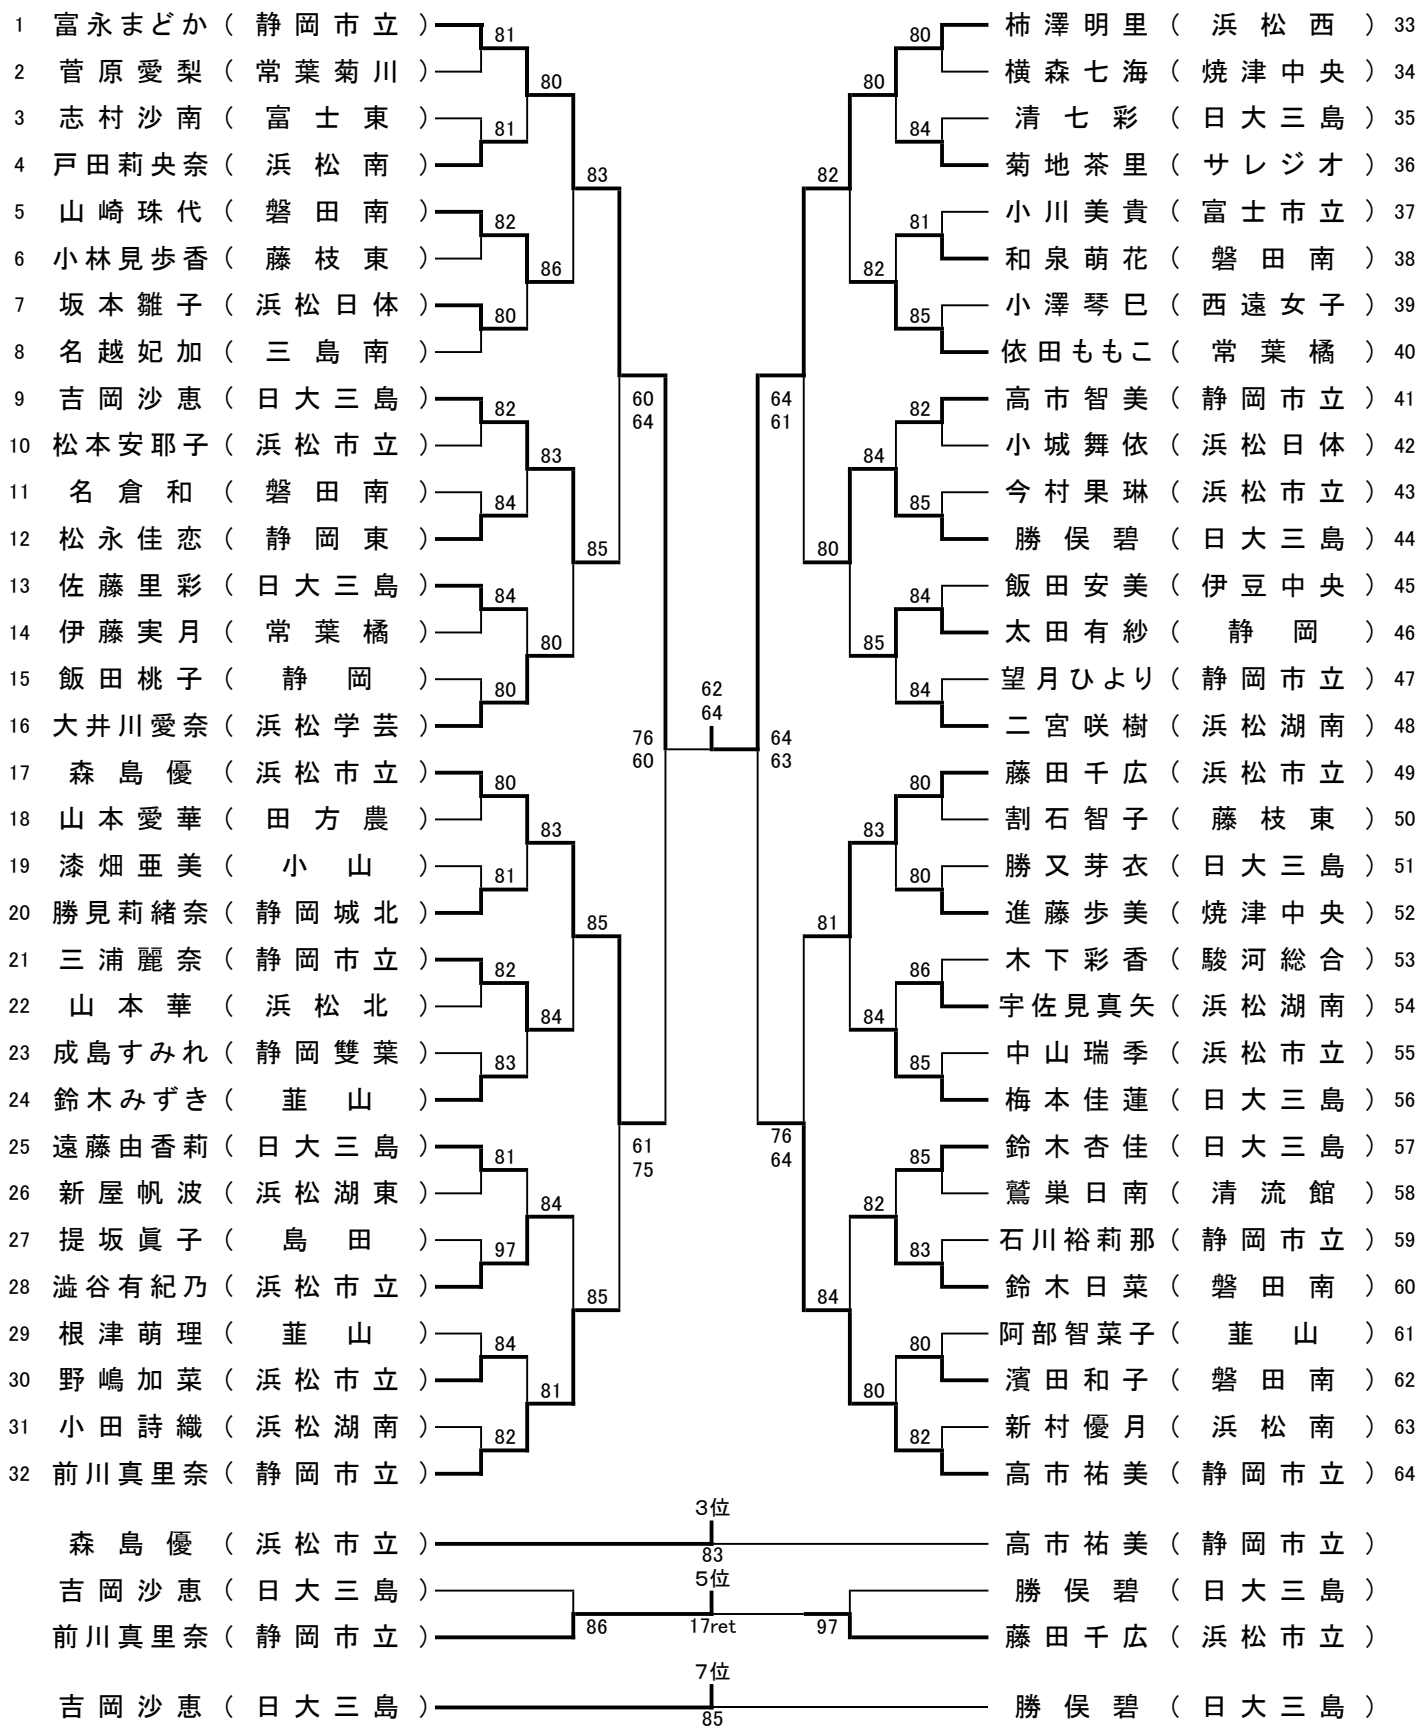 1 富永まどか ( 静岡市立 )
81
2 菅原愛梨 ( 常葉菊川 )
80
3 志村沙南 ( 富士東 )
81
4 戸田莉央奈 ( 浜松南 )
83
5 山崎珠代 ( 磐田南 )
82
6 小林見歩香 ( 藤枝東 )
86
7 坂本雛子 ( 浜松日体 )
80
8 名越妃加 ( 三島南 )
60
64
9 吉岡沙恵 ( 日大三島 )
82
10 松本安耶子 ( 浜松市立 )
83
11 名倉和 ( 磐田南 )
84
12 松永佳恋 ( 静岡東 )
85
13 佐藤里彩 ( 日大三島 )
84
14 伊藤実月 ( 常葉橘 )
80
15 飯田桃子 ( 静岡 )
80
16 大井川愛奈 ( 浜松学芸 )
76
60
17 森島優 ( 浜松市立 )
80
18 山本愛華 ( 田方農 )
83
19 漆畑亜美 ( 小山 )
81
20 勝見莉緒奈 ( 静岡城北 )
85
21 三浦麗奈 ( 静岡市立 )
82
22 山本華 ( 浜松北 )
84
23 成島すみれ ( 静岡雙葉 )
83
24 鈴木みずき ( 韮山 )
61
75
25 遠藤由香莉 ( 日大三島 )
81
26 新屋帆波 ( 浜松湖東 )
84
27 提坂眞子 ( 島田 )
97
28 澁谷有紀乃 ( 浜松市立 )
85
29 根津萌理 ( 韮山 )
84
30 野嶋加菜 ( 浜松市立 )
81
31 小田詩織 ( 浜松湖南 )
82
32 前川真里奈 ( 静岡市立 )
62
64
柿澤明里 ( 浜松西 ) 33
80
横森七海 ( 焼津中央 ) 34
80
清七彩 ( 日大三島 ) 35
84
菊地茶里 ( サレジオ ) 36
82
小川美貴 ( 富士市立 ) 37
81
和泉萌花 ( 磐田南 ) 38
82
小澤琴巳 ( 西遠女子 ) 39
85
依田ももこ ( 常葉橘 ) 40
64
61
高市智美 ( 静岡市立 ) 41
82
小城舞依 ( 浜松日体 ) 42
84
今村果琳 ( 浜松市立 ) 43
85
勝俣碧 ( 日大三島 ) 44
80
飯田安美 ( 伊豆中央 ) 45
84
太田有紗 ( 静岡 ) 46
85
望月ひより ( 静岡市立 ) 47
84
二宮咲樹 ( 浜松湖南 ) 48
64
63
藤田千広 ( 浜松市立 ) 49
80
割石智子 ( 藤枝東 ) 50
83
勝又芽衣 ( 日大三島 ) 51
80
進藤歩美 ( 焼津中央 ) 52
81
木下彩香 ( 駿河総合 ) 53
86
宇佐見真矢 ( 浜松湖南 ) 54
84
中山瑞季 ( 浜松市立 ) 55
85
梅本佳蓮 ( 日大三島 ) 56
76
64
鈴木杏佳 ( 日大三島 ) 57
85
鷲巣日南 ( 清流館 ) 58
82
石川裕莉那 ( 静岡市立 ) 59
83
鈴木日菜 ( 磐田南 ) 60
84
阿部智菜子 ( 韮山 ) 61
80
濱田和子 ( 磐田南 ) 62
80
新村優月 ( 浜松南 ) 63
82
高市祐美 ( 静岡市立 ) 64
3位
森島優 ( 浜松市立 ) 83 高市祐美 ( 静岡市立 )
5位
吉岡沙恵 ( 日大三島 ) 勝俣碧 ( 日大三島 )
86 17ret 97
前川真里奈 ( 静岡市立 ) 藤田千広 ( 浜松市立 )
7位
吉岡沙恵 ( 日大三島 ) 85 勝俣碧 ( 日大三島 )